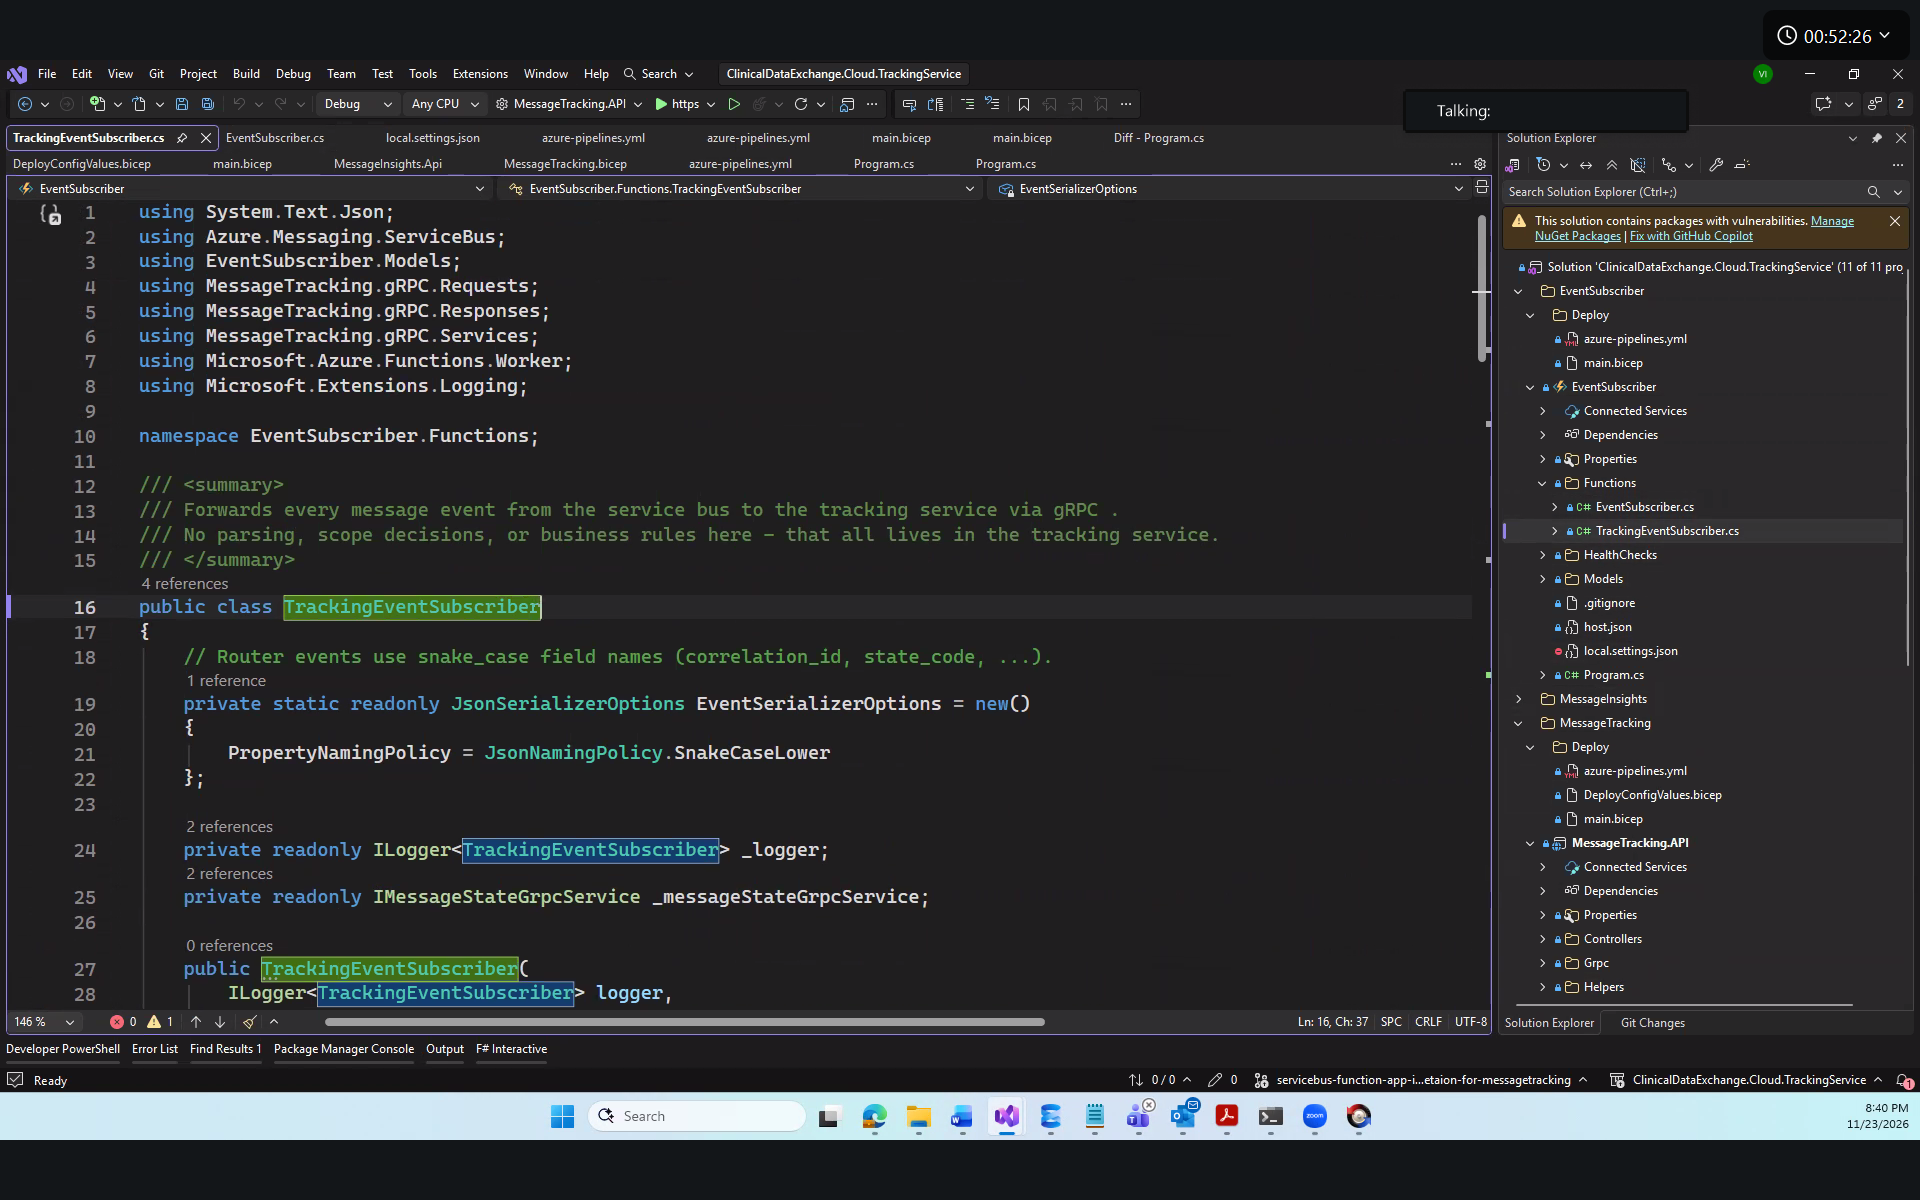 00:52:26
File Edit View Git Project Build Debug Team Test Tools Extensions Window Help Search ClinicalDataExchange.Cloud.TrackingService VI
Debug Any CPU MessageTracking.API https 2
Talking:
TrackingEventSubscriber.cs EventSubscriber.cs local.settings.json azure-pipelines.yml azure-pipelines.yml main.bicep main.bicep Diff - Program.cs
DeployConfigValues.bicep main.bicep MessageInsights.Api MessageTracking.bicep azure-pipelines.yml Program.cs Program.cs
EventSubscriber EventSubscriber.Functions.TrackingEventSubscriber EventSerializerOptions
1 using System.Text.Json;
2 using Azure.Messaging.ServiceBus;
3 using EventSubscriber.Models;
4 using MessageTracking.gRPC.Requests;
5 using MessageTracking.gRPC.Responses;
6 using MessageTracking.gRPC.Services;
7 using Microsoft.Azure.Functions.Worker;
8 using Microsoft.Extensions.Logging;
9
10 namespace EventSubscriber.Functions;
11
12 /// <summary>
13 /// Forwards every message event from the service bus to the tracking service via gRPC .
14 /// No parsing, scope decisions, or business rules here – that all lives in the tracking service.
15 /// </summary>
4 references
16 public class TrackingEventSubscriber
17 {
18 // Router events use snake_case field names (correlation_id, state_code, ...).
1 reference
19 private static readonly JsonSerializerOptions EventSerializerOptions = new()
20 {
21 PropertyNamingPolicy = JsonNamingPolicy.SnakeCaseLower
22 };
23
2 references
24 private readonly ILogger<TrackingEventSubscriber> _logger;
2 references
25 private readonly IMessageStateGrpcService _messageStateGrpcService;
26
0 references
27 public TrackingEventSubscriber(
28 ILogger<TrackingEventSubscriber> logger,
146 % 0 1 Ln: 16, Ch: 37 SPC CRLF UTF-8
Solution Explorer
Search Solution Explorer (Ctrl+;)
This solution contains packages with vulnerabilities. Manage
NuGet Packages | Fix with GitHub Copilot
Solution 'ClinicalDataExchange.Cloud.TrackingService' (11 of 11 pro
EventSubscriber
Deploy
azure-pipelines.yml
main.bicep
EventSubscriber
Connected Services
Dependencies
Properties
Functions
C# EventSubscriber.cs
C# TrackingEventSubscriber.cs
HealthChecks
Models
.gitignore
host.json
local.settings.json
C# Program.cs
MessageInsights
MessageTracking
Deploy
azure-pipelines.yml
DeployConfigValues.bicep
main.bicep
MessageTracking.API
Connected Services
Dependencies
Properties
Controllers
Grpc
Helpers
Solution Explorer Git Changes
Developer PowerShell Error List Find Results 1 Package Manager Console Output F# Interactive
Ready 0 / 0 0 servicebus-function-app-i...etaion-for-messagetracking ClinicalDataExchange.Cloud.TrackingService 1
Search zoom
8:40 PM
11/23/2026